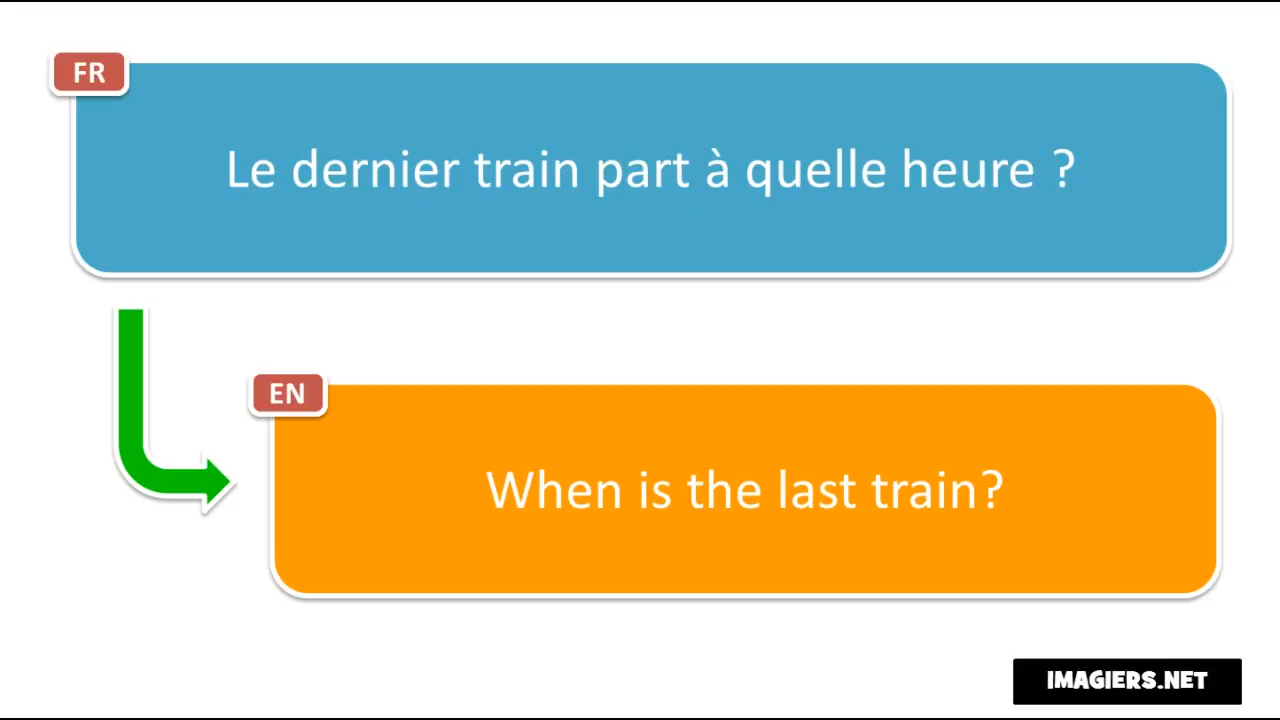 FR
Le dernier train part à quelle heure ?
EN
When is the last train?
IMAGIERS.NET